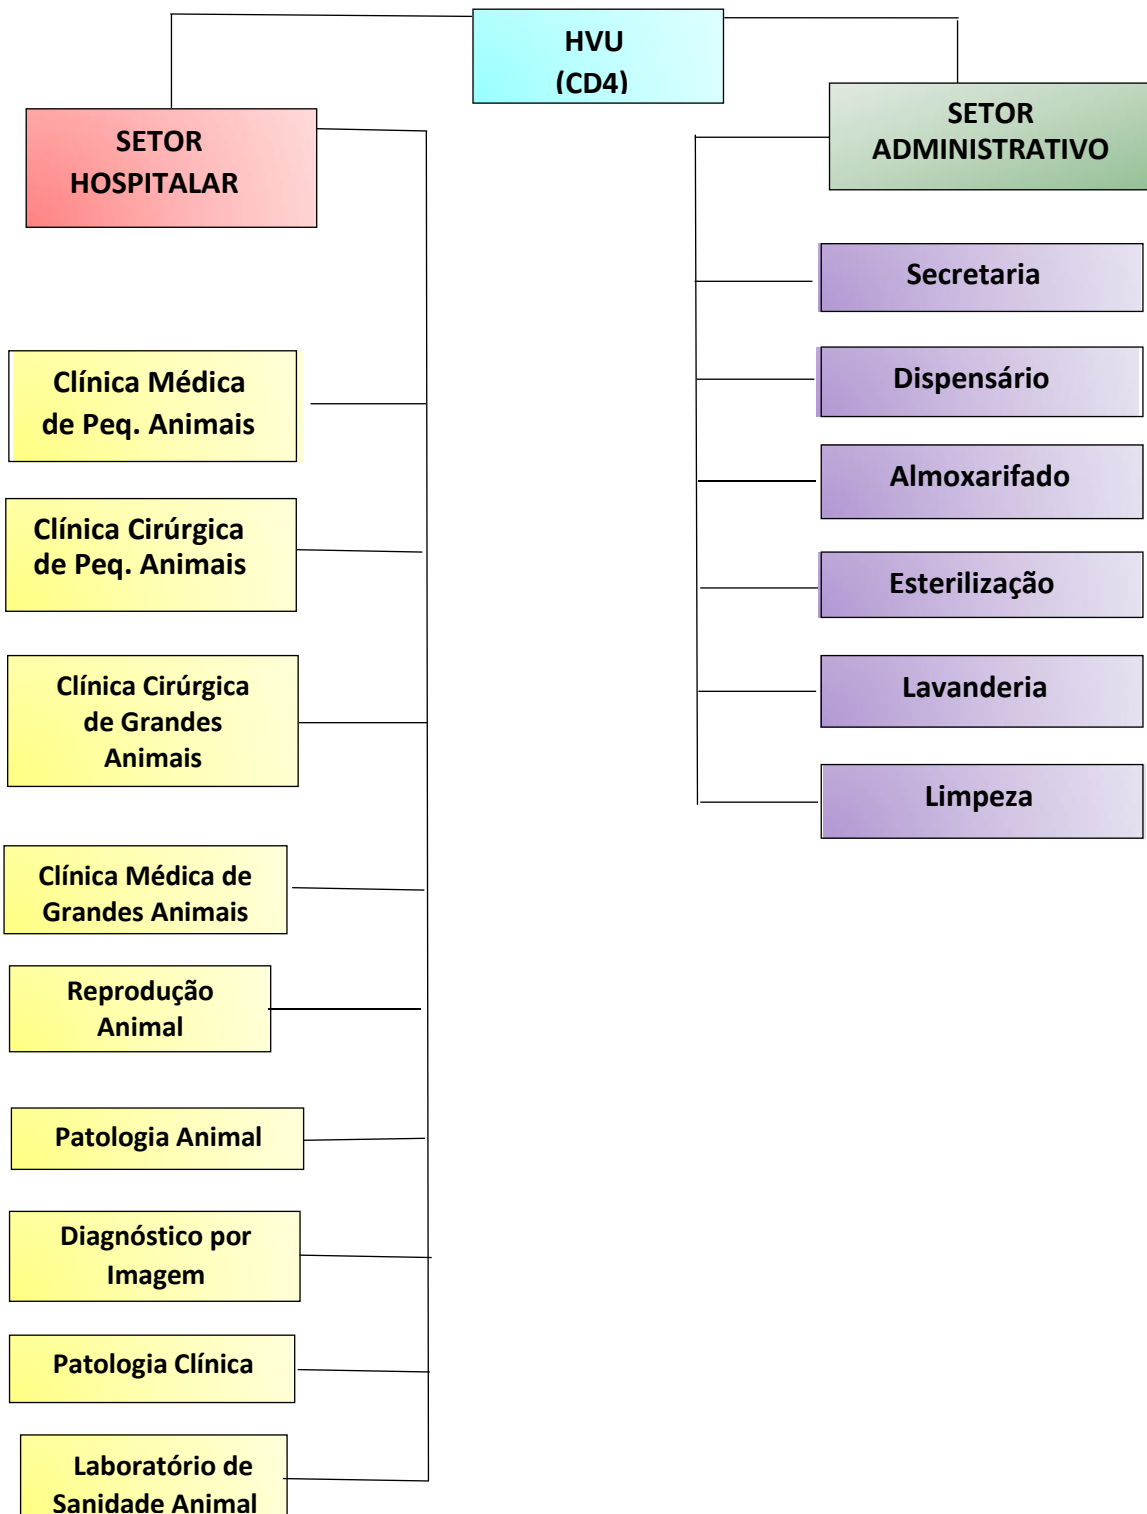 HVU
(CD4)
SETOR
HOSPITALAR
SETOR
ADMINISTRATIVO
Clínica Médica
de Peq. Animais
Clínica Cirúrgica
de Peq. Animais
Clínica Cirúrgica
de Grandes
Animais
Clínica Médica de
Grandes Animais
Reprodução
Animal
Patologia Animal
Diagnóstico por
Imagem
Patologia Clínica
Laboratório de
Sanidade Animal
Secretaria
Dispensário
Almoxarifado
Esterilização
Lavanderia
Limpeza